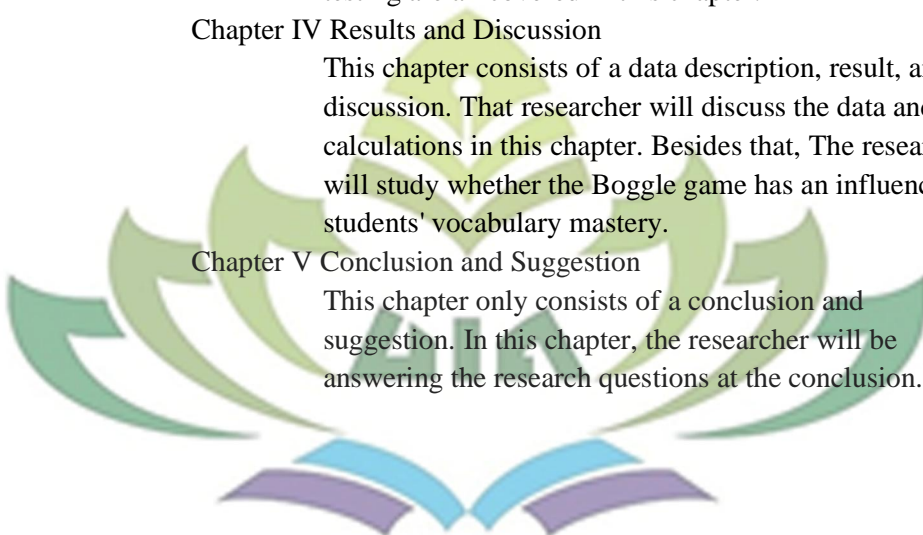 Chapter IV Results and Discussion
This chapter consists of a data description, result,
discussion. That researcher will discuss the data
calculations in this chapter. Besides that, The
will study whether the Boggle game has an
students' vocabulary mastery.
Chapter V Conclusion and Suggestion
This chapter only consists of a conclusion and
suggestion. In this chapter, the researcher will be
answering the research questions at the conclusion.